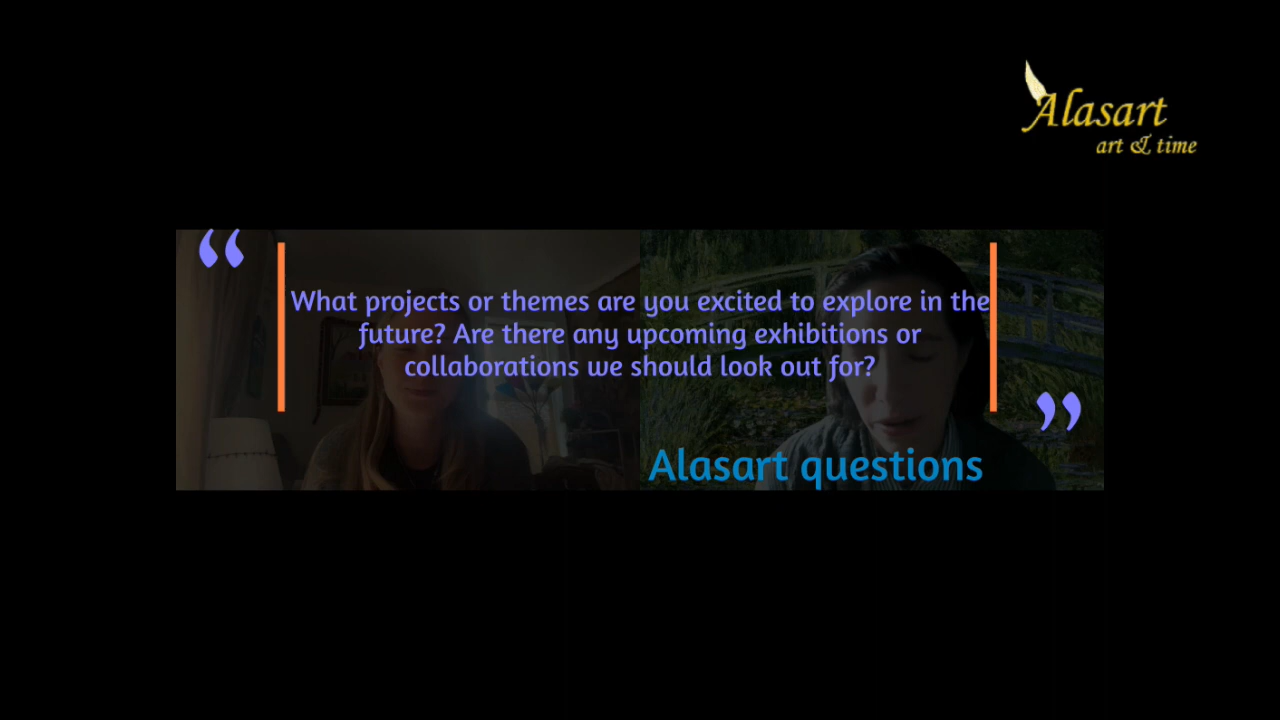 Alasart
art & time
“
What projects or themes are you excited to explore in the
future? Are there any upcoming exhibitions or
collaborations we should look out for?
”
Alasart questions